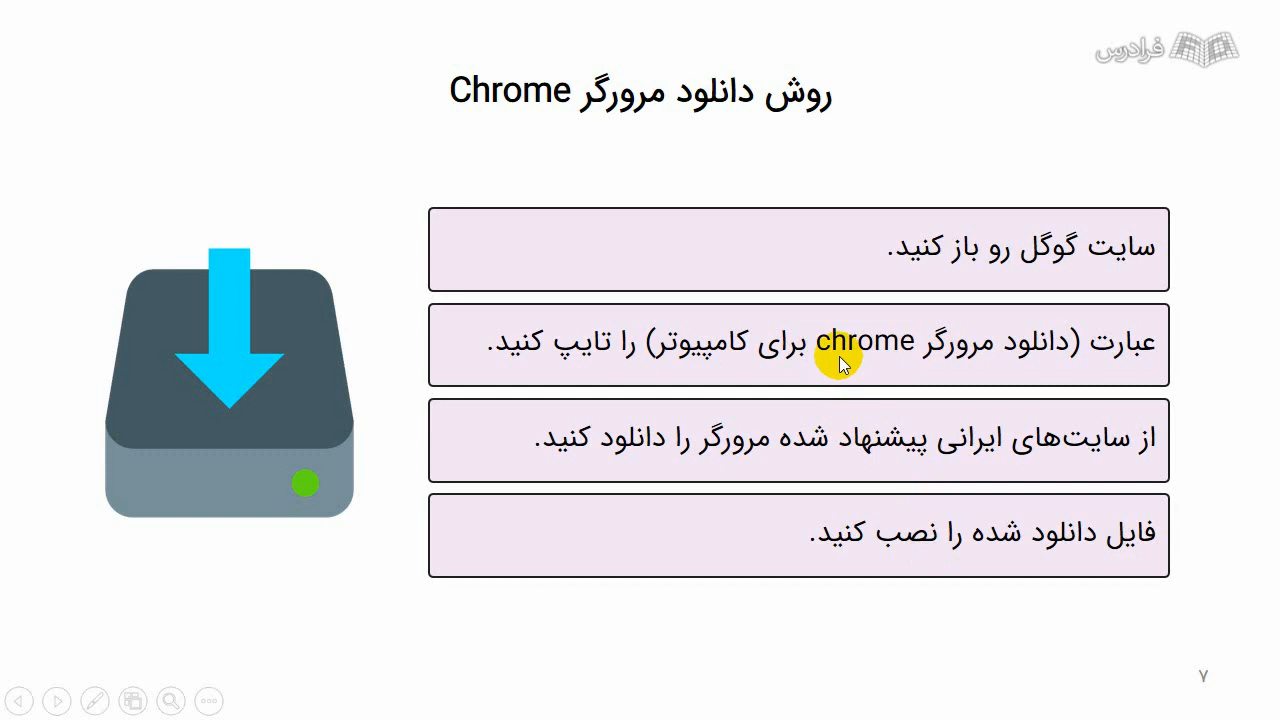 فرادرس
روش دانلود مرورگر Chrome
سایت گوگل رو باز کنید.
عبارت (دانلود مرورگر chrome برای کامپیوتر) را تایپ کنید.
از سایت‌های ایرانی پیشنهاد شده مرورگر را دانلود کنید.
فایل دانلود شده را نصب کنید.
۷